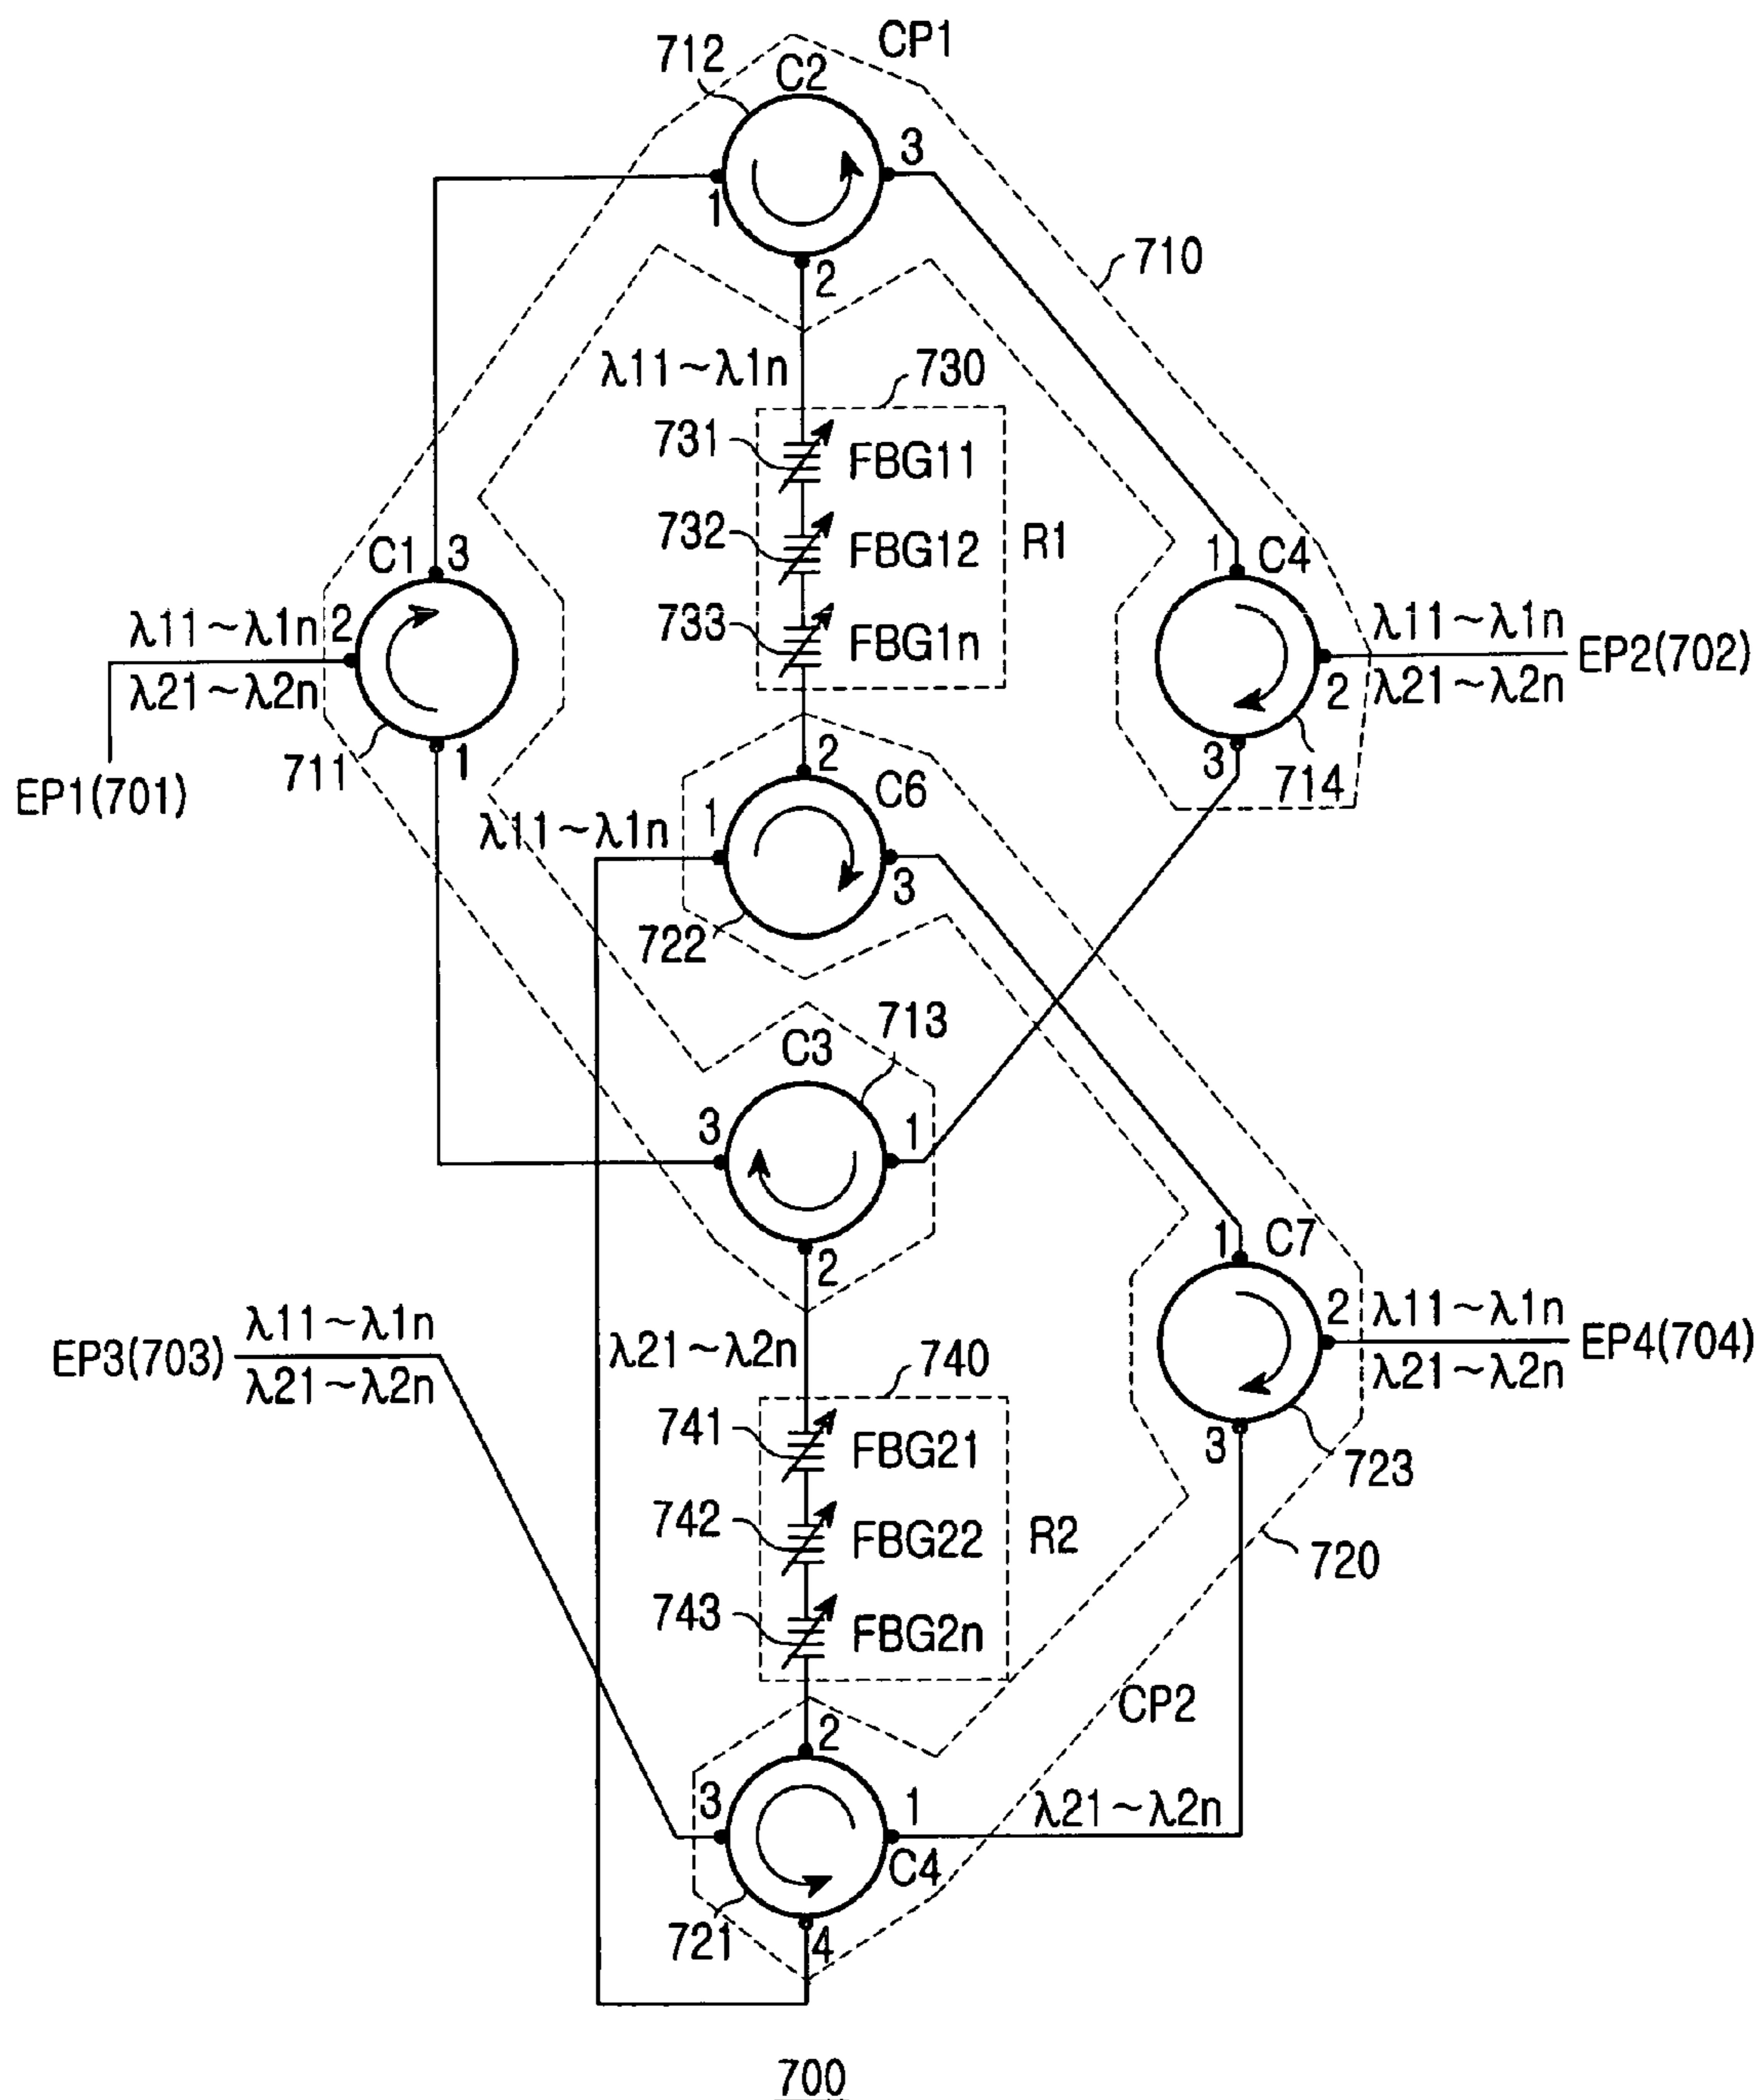 CP1
712
C2
3
1
2
710
λ11~λ1n
730
731
FBG11
732
FBG12
R1
733
FBG1n
C1
3
λ11~λ1n
2
λ21~λ2n
711
1
EP1(701)
1
C4
λ11~λ1n
EP2(702)
2
λ21~λ2n
3
714
2
C6
1
λ11~λ1n
3
722
713
C3
3
1
2
1
C7
2
λ11~λ1n
EP4(704)
λ21~λ2n
3
723
λ11~λ1n
EP3(703)
λ21~λ2n
λ21~λ2n
740
741
FBG21
742
FBG22
R2
743
FBG2n
720
CP2
2
3
1
λ21~λ2n
C4
721
4
700